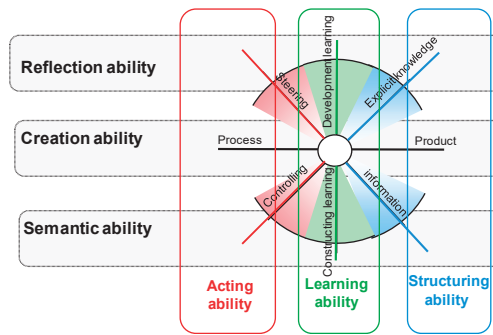 Reflection ability
Steering
Development learning
Explicit knowledge
Creation ability
Process
Product
Controlling
Constructing learning
information
Semantic ability
Acting
ability
Learning
ability
Structuring
ability